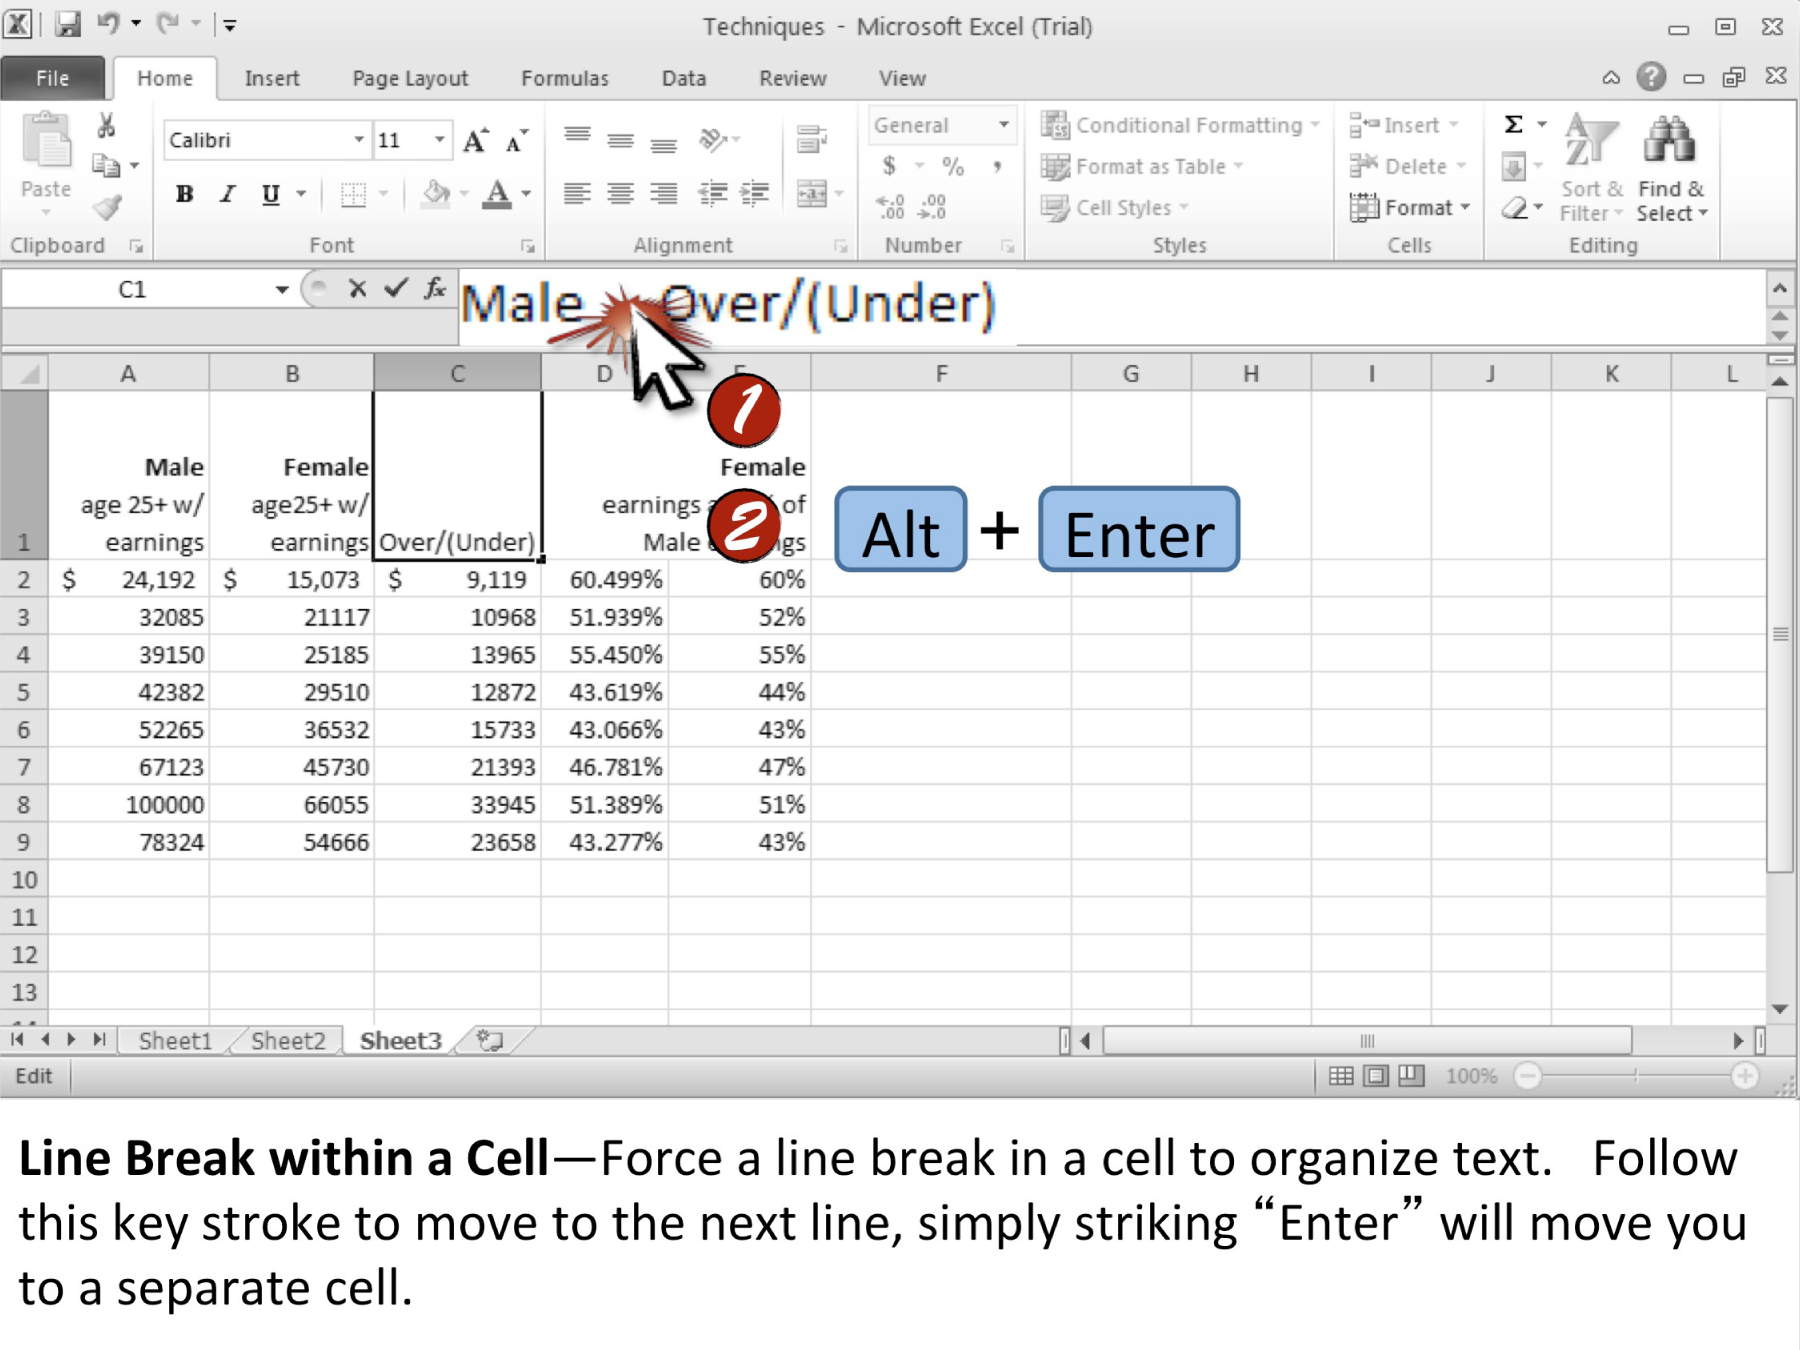 Techniques - Microsoft Excel (Trial)
File Home Insert Page Layout Formulas Data Review View
Calibri 11 General Conditional Formatting Insert Σ
$ % , Format as Table Delete
Paste B I U A .00 .00 Cell Styles Format Sort & Filter Find & Select
Clipboard Font Alignment Number Styles Cells Editing
C1 fx Male Over/(Under)
A B C D F G H I J K L
1
Male Female Female
age 25+ w/ age25+ w/ earnings of
1 earnings earnings Over/(Under) Male
2 Alt + Enter
2 $ 24,192 $ 15,073 $ 9,119 60.499% 60%
3 32085 21117 10968 51.939% 52%
4 39150 25185 13965 55.450% 55%
5 42382 29510 12872 43.619% 44%
6 52265 36532 15733 43.066% 43%
7 67123 45730 21393 46.781% 47%
8 100000 66055 33945 51.389% 51%
9 78324 54666 23658 43.277% 43%
10
11
12
13
Sheet1 Sheet2 Sheet3
Edit 100%
Line Break within a Cell—Force a line break in a cell to organize text. Follow
this key stroke to move to the next line, simply striking “Enter” will move you
to a separate cell.